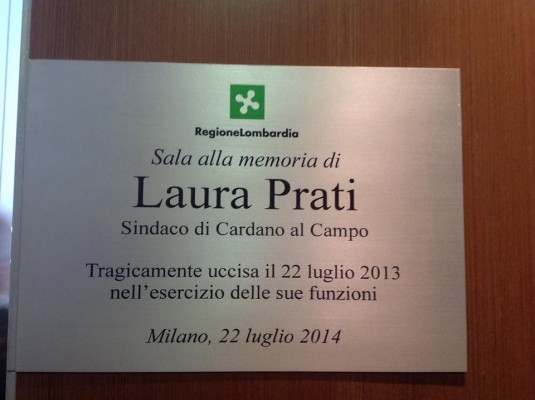 RegioneLombardia
Sala alla memoria di
Laura Prati
Sindaco di Cardano al Campo
Tragicamente uccisa il 22 luglio 2013
nell'esercizio delle sue funzioni
Milano, 22 luglio 2014